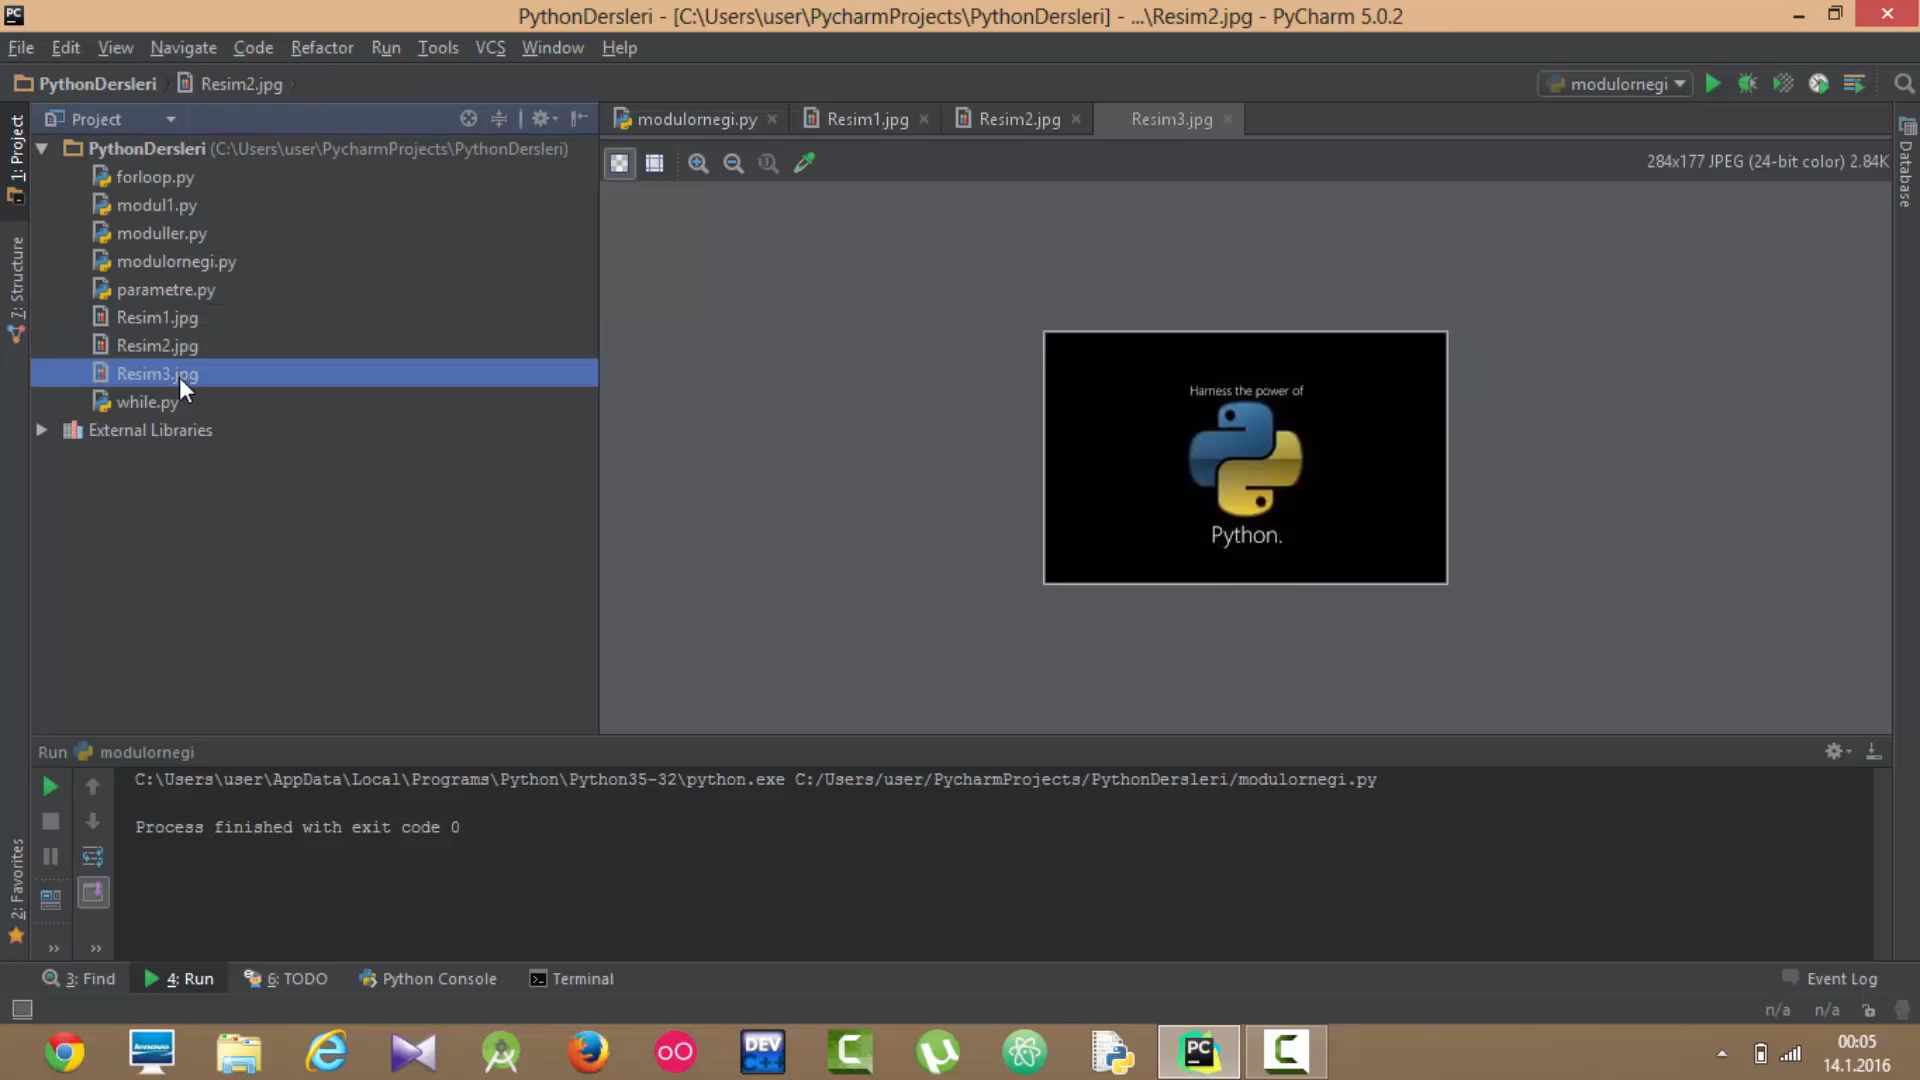 PC
PythonDersleri - [C:\Users\user\PycharmProjects\PythonDersleri] - ...\Resim2.jpg - PyCharm 5.0.2
File Edit View Navigate Code Refactor Run Tools VCS Window Help
PythonDersleri Resim2.jpg
modulornegi
1: Project
7: Structure
2: Favorites
Project
PythonDersleri (C:\Users\user\PycharmProjects\PythonDersleri)
forloop.py
modul1.py
moduller.py
modulornegi.py
parametre.py
Resim1.jpg
Resim2.jpg
Resim3.jpg
while.py
External Libraries
modulornegi.py Resim1.jpg Resim2.jpg Resim3.jpg
284x177 JPEG (24-bit color) 2.84K
Database
Harness the power of
Python.
Run modulornegi
C:\Users\user\AppData\Local\Programs\Python\Python35-32\python.exe C:/Users/user/PycharmProjects/PythonDersleri/modulornegi.py
Process finished with exit code 0
3: Find 4: Run 6: TODO Python Console Terminal Event Log
n/a n/a
lenovo
DEV
C++
PC
00:05
14.1.2016